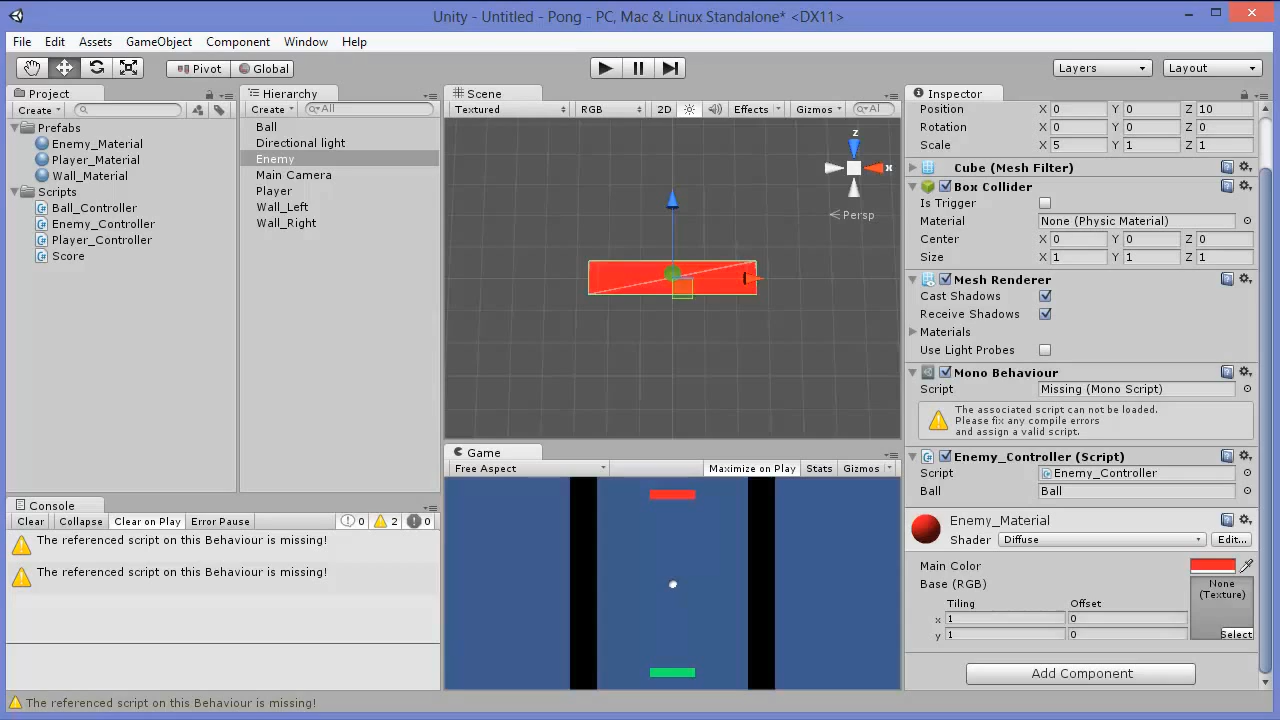 Unity - Untitled - Pong - PC, Mac & Linux Standalone* <DX11>
File Edit Assets GameObject Component Window Help
Pivot Global Layers Layout
Project
Create
Prefabs
Enemy_Material
Player_Material
Wall_Material
Scripts
Ball_Controller
Enemy_Controller
Player_Controller
Score
Hierarchy
Create All
Ball
Directional light
Enemy
Main Camera
Player
Wall_Left
Wall_Right
Scene
Textured RGB 2D Effects Gizmos All
z
x
Persp
Game
Free Aspect Maximize on Play Stats Gizmos
Console
Clear Collapse Clear on Play Error Pause 0 2 0
The referenced script on this Behaviour is missing!
The referenced script on this Behaviour is missing!
The referenced script on this Behaviour is missing!
Inspector
Position X 0 Y 0 Z 10
Rotation X 0 Y 0 Z 0
Scale X 5 Y 1 Z 1
Cube (Mesh Filter)
Box Collider
Is Trigger
Material None (Physic Material)
Center X 0 Y 0 Z 0
Size X 1 Y 1 Z 1
Mesh Renderer
Cast Shadows
Receive Shadows
Materials
Use Light Probes
Mono Behaviour
Script Missing (Mono Script)
The associated script can not be loaded.
Please fix any compile errors
and assign a valid script.
Enemy_Controller (Script)
Script Enemy_Controller
Ball Ball
Enemy_Material
Shader Diffuse Edit...
Main Color
Base (RGB)
None
(Texture)
Tiling Offset
x 1 0
y 1 0
Select
Add Component